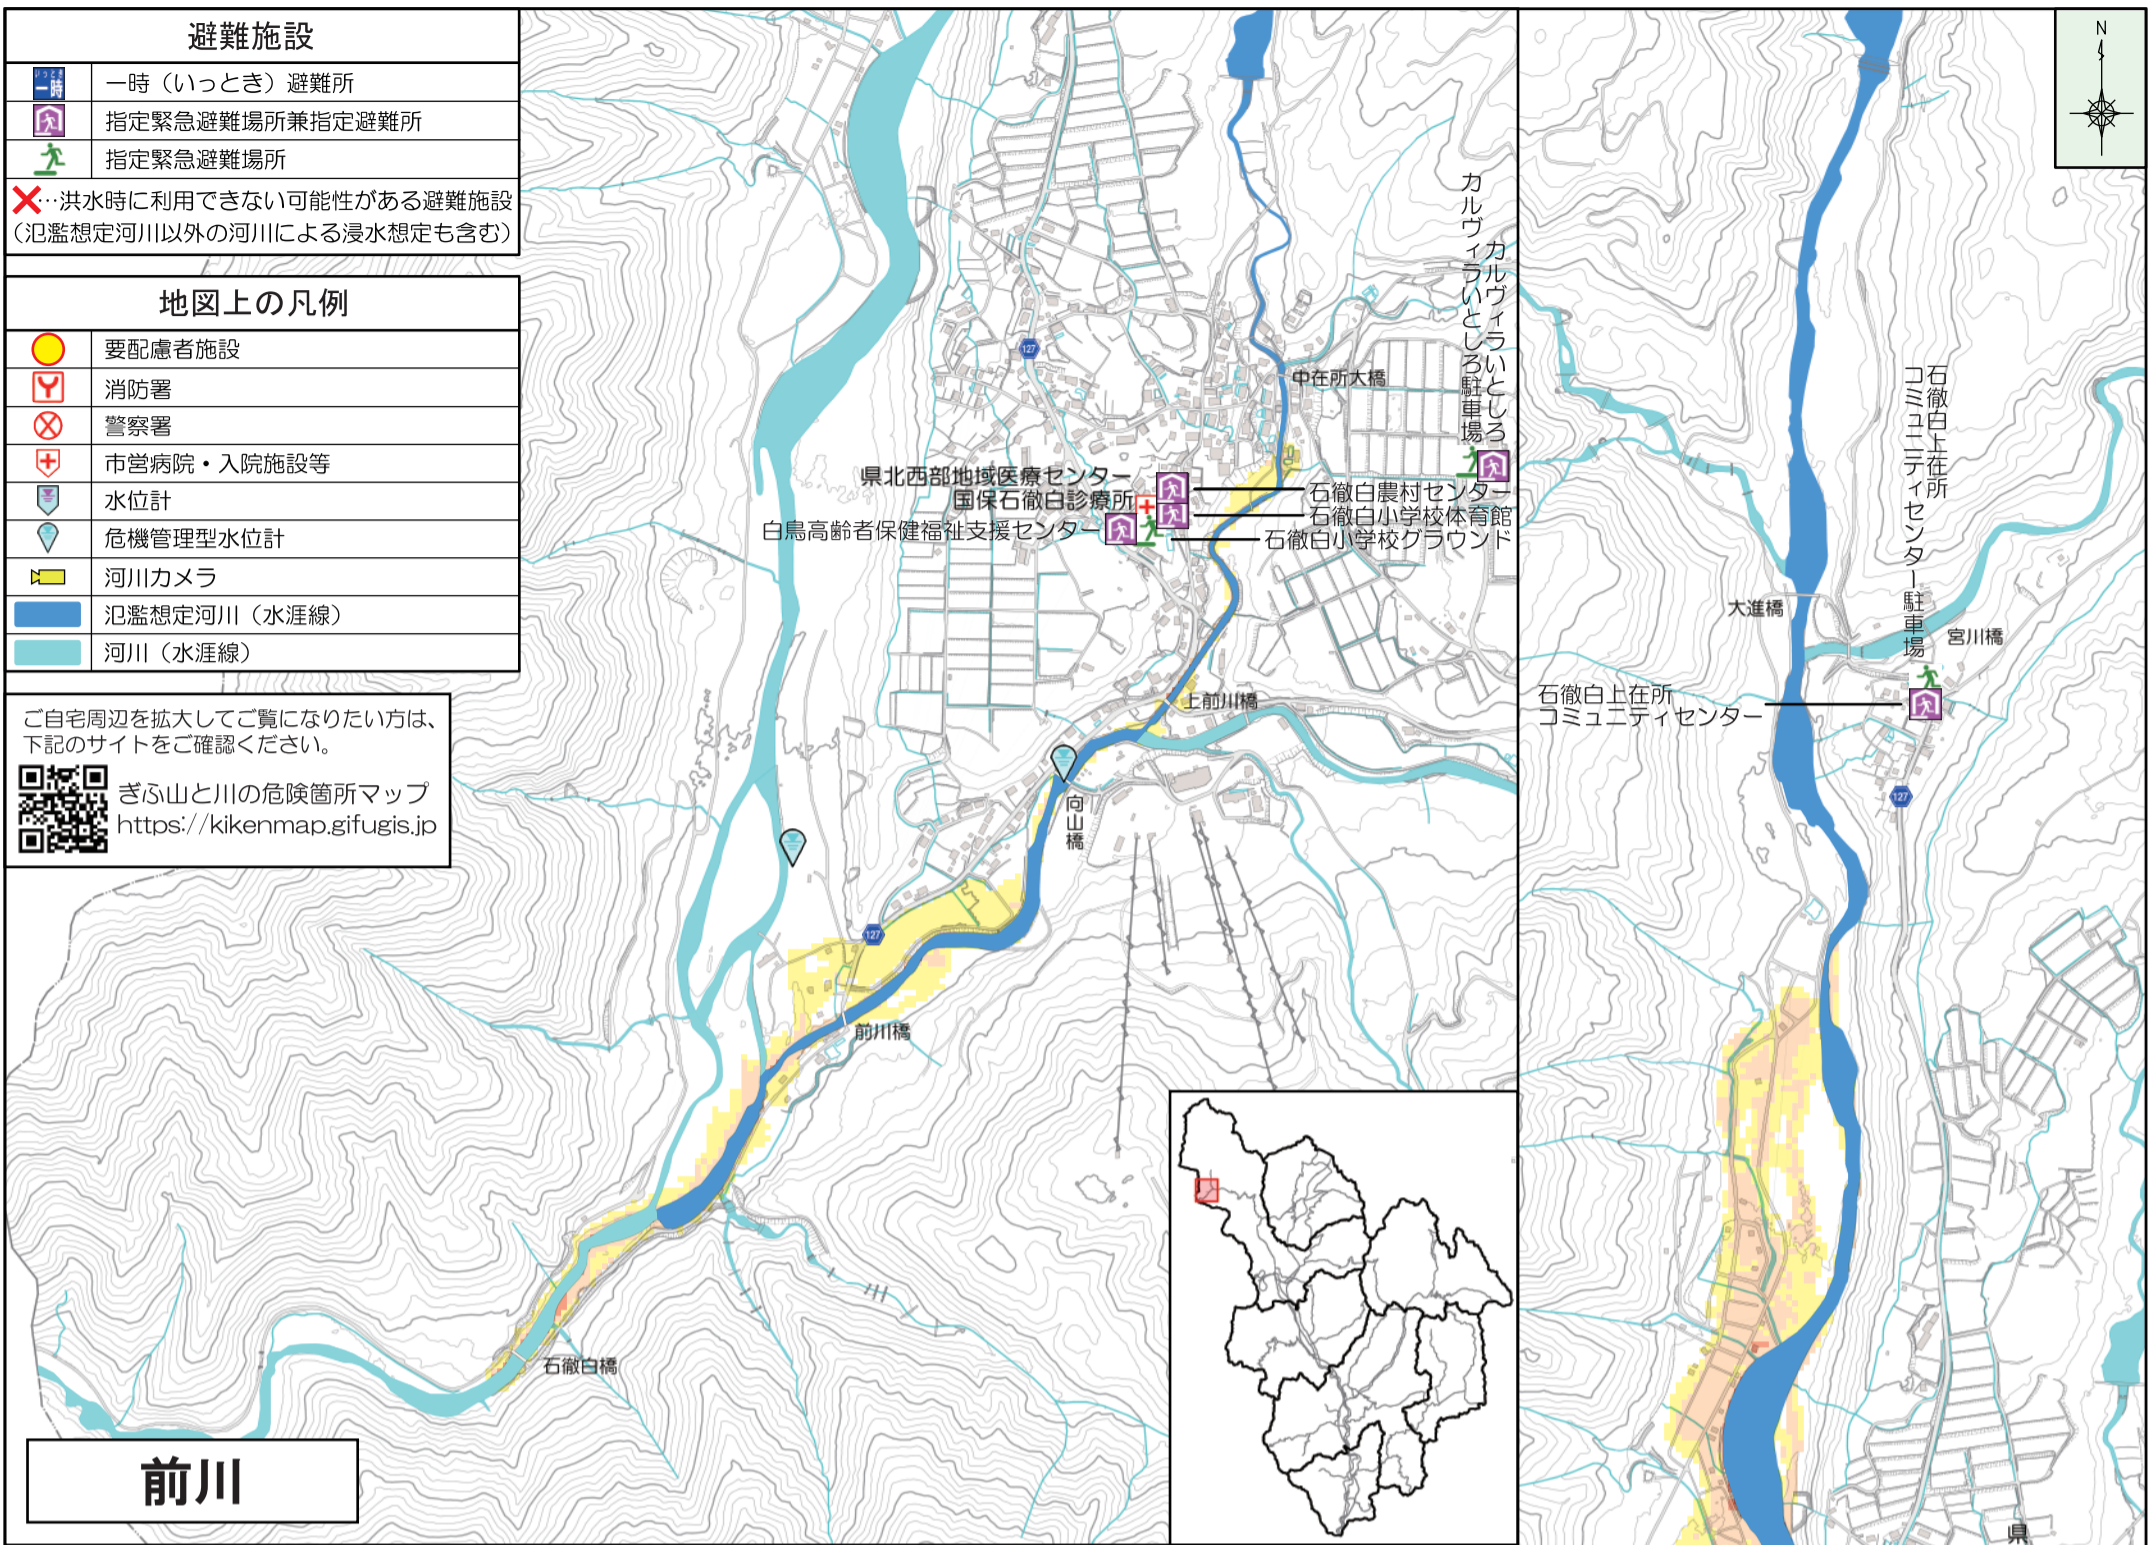 避難施設
いっとき
一時
一時（いっとき）避難所
指定緊急避難場所兼指定避難所
指定緊急避難場所
…洪水時に利用できない可能性がある避難施設
（氾濫想定河川以外の河川による浸水想定も含む）
地図上の凡例
要配慮者施設
消防署
警察署
市営病院・入院施設等
水位計
危機管理型水位計
河川カメラ
氾濫想定河川（水涯線）
河川（水涯線）
ご自宅周辺を拡大してご覧になりたい方は、
下記のサイトをご確認ください。
ぎふ山と川の危険箇所マップ
https://kikenmap.gifugis.jp
前川
127
中在所大橋
カルヴィラいとしろ
カルヴィラいとしろ駐車場
県北西部地域医療センター
国保石徹白診療所
白鳥高齢者保健福祉支援センター
石徹白農村センター
石徹白小学校体育館
石徹白小学校グラウンド
上前川橋
向山橋
127
前川橋
石徹白橋
N
石徹白上在所
コミュニティセンター駐車場
大進橋
宮川橋
石徹白上在所
コミュニティセンター
127
県